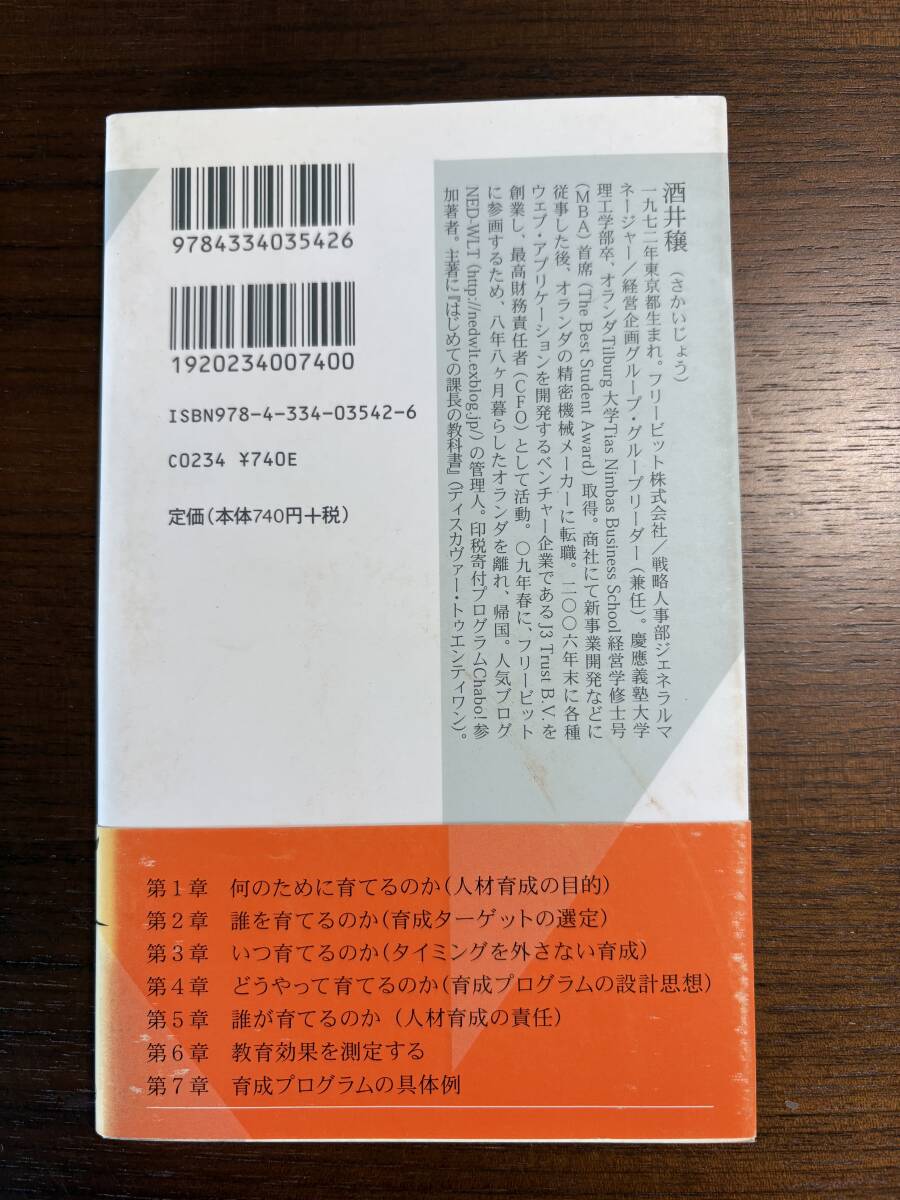 9784334035426
1920234007400
ISBN978-4-334-03542-6
C0234 ¥740E
定価(本体740円+税)
酒井穣(さかいじょう)
一九七二年東京都生まれ。フリービット株式会社/戦略人事部ジェネラルマ
ネージャー/経営企画グループ・グループリーダー(兼任)。慶應義塾大学
理工学部卒、オランダTilburg大学Tias Nimbas Business School経営学修士号
(MBA)首席(The Best Student Award)取得。商社にて新事業開発などに
従事した後、オランダの精密機械メーカーに転職。二〇〇六年末に各種
ウェブ・アプリケーションを開発するベンチャー企業であるJ3 Trust B.V.を
創業し、最高財務責任者(CFO)として活動。〇九年春に、フリービット
に参画するため、八年八ヶ月暮らしたオランダを離れ、帰国。人気ブログ
NED-WLT(http://nedwlt.exblog.jp/)の管理人。印税寄付プログラムChabo!参
加著者。主著に『はじめての課長の教科書』(ディスカヴァー・トゥエンティワン)。
第1章 何のために育てるのか(人材育成の目的)
第2章 誰を育てるのか(育成ターゲットの選定)
第3章 いつ育てるのか(タイミングを外さない育成)
第4章 どうやって育てるのか(育成プログラムの設計思想)
第5章 誰が育てるのか(人材育成の責任)
第6章 教育効果を測定する
第7章 育成プログラムの具体例